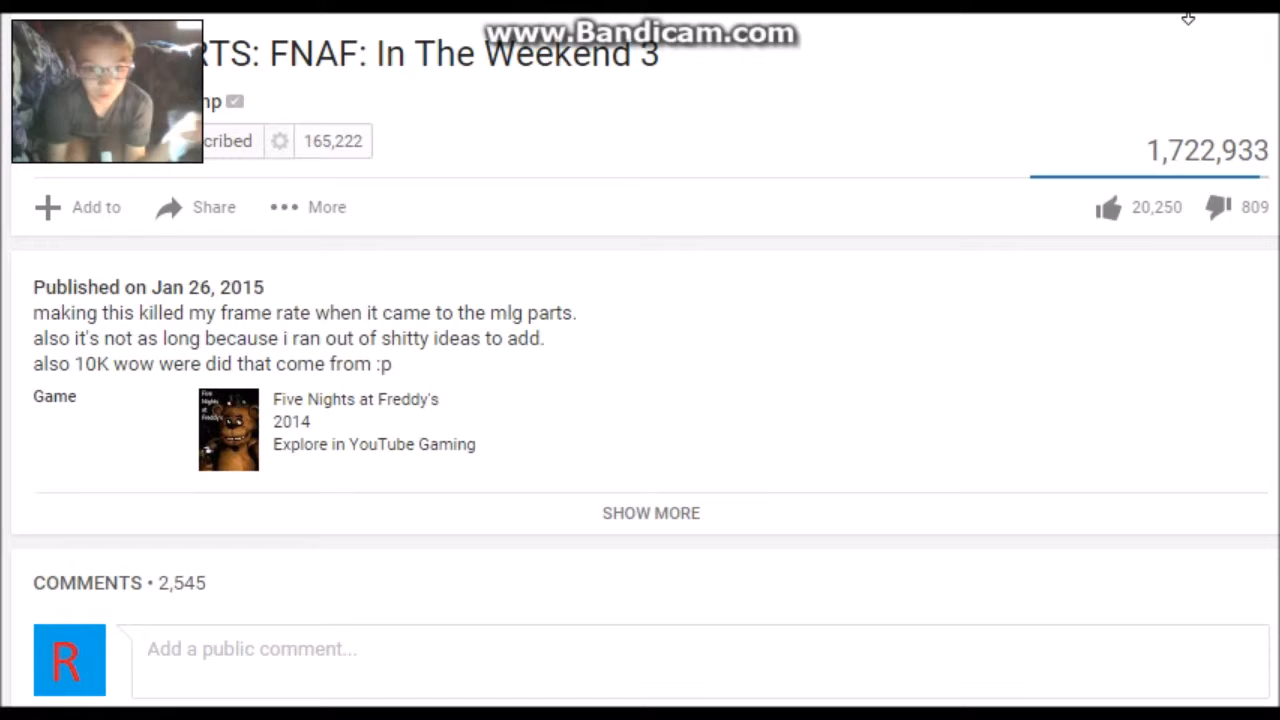 www.Bandicam.com
RTS: FNAF: In The Weekend 3
np
cribed 165,222
1,722,933
Add to Share More 20,250 809
Published on Jan 26, 2015
making this killed my frame rate when it came to the mlg parts.
also it's not as long because i ran out of shitty ideas to add.
also 10K wow were did that come from :p
Game
Five Nights at Freddy's
2014
Explore in YouTube Gaming
SHOW MORE
COMMENTS • 2,545
R
Add a public comment...